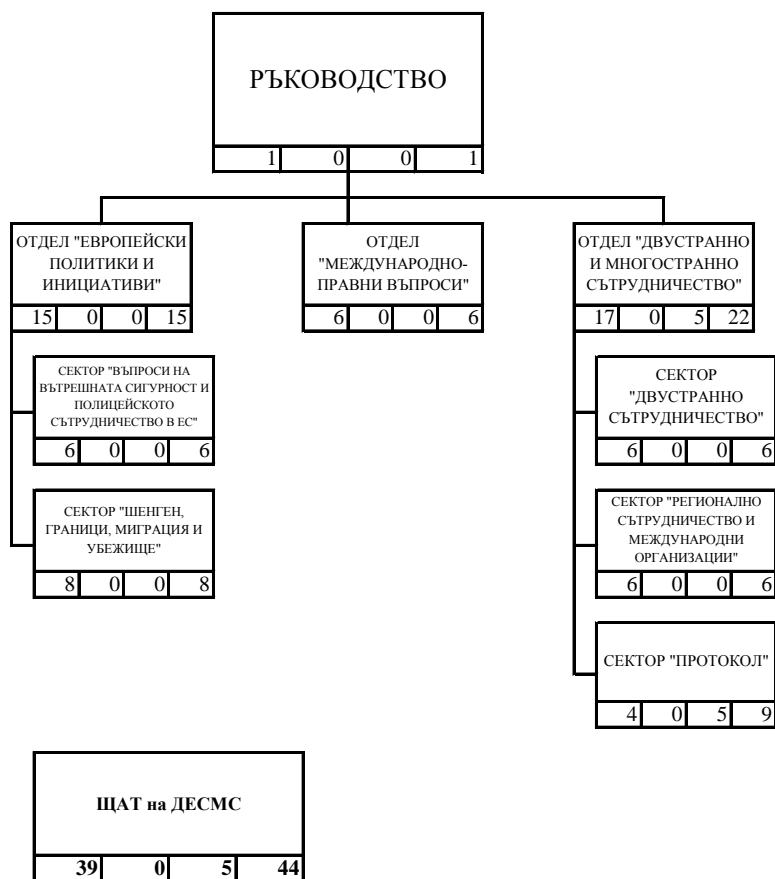 РЪКОВОДСТВО
1 0 0 1
ОТДЕЛ "ЕВРОПЕЙСКИ
ПОЛИТИКИ И
ИНИЦИАТИВИ"
15 0 0 15
ОТДЕЛ
"МЕЖДУНАРОДНО-
ПРАВНИ ВЪПРОСИ"
6 0 0 6
ОТДЕЛ "ДВУСТРАННО
И МНОГОСТРАННО
СЪТРУДНИЧЕСТВО"
17 0 5 22
СЕКТОР "ВЪПРОСИ НА
ВЪТРЕШНАТА СИГУРНОСТ И
ПОЛИЦЕЙСКОТО
СЪТРУДНИЧЕСТВО В ЕС"
6 0 0 6
СЕКТОР "ШЕНГЕН,
ГРАНИЦИ, МИГРАЦИЯ И
УБЕЖИЩЕ"
8 0 0 8
СЕКТОР
"ДВУСТРАННО
СЪТРУДНИЧЕСТВО"
6 0 0 6
СЕКТОР "РЕГИОНАЛНО
СЪТРУДНИЧЕСТВО И
МЕЖДУНАРОДНИ
ОРГАНИЗАЦИИ"
6 0 0 6
СЕКТОР "ПРОТОКОЛ"
4 0 5 9
ЩАТ на ДЕСМС
39 0 5 44